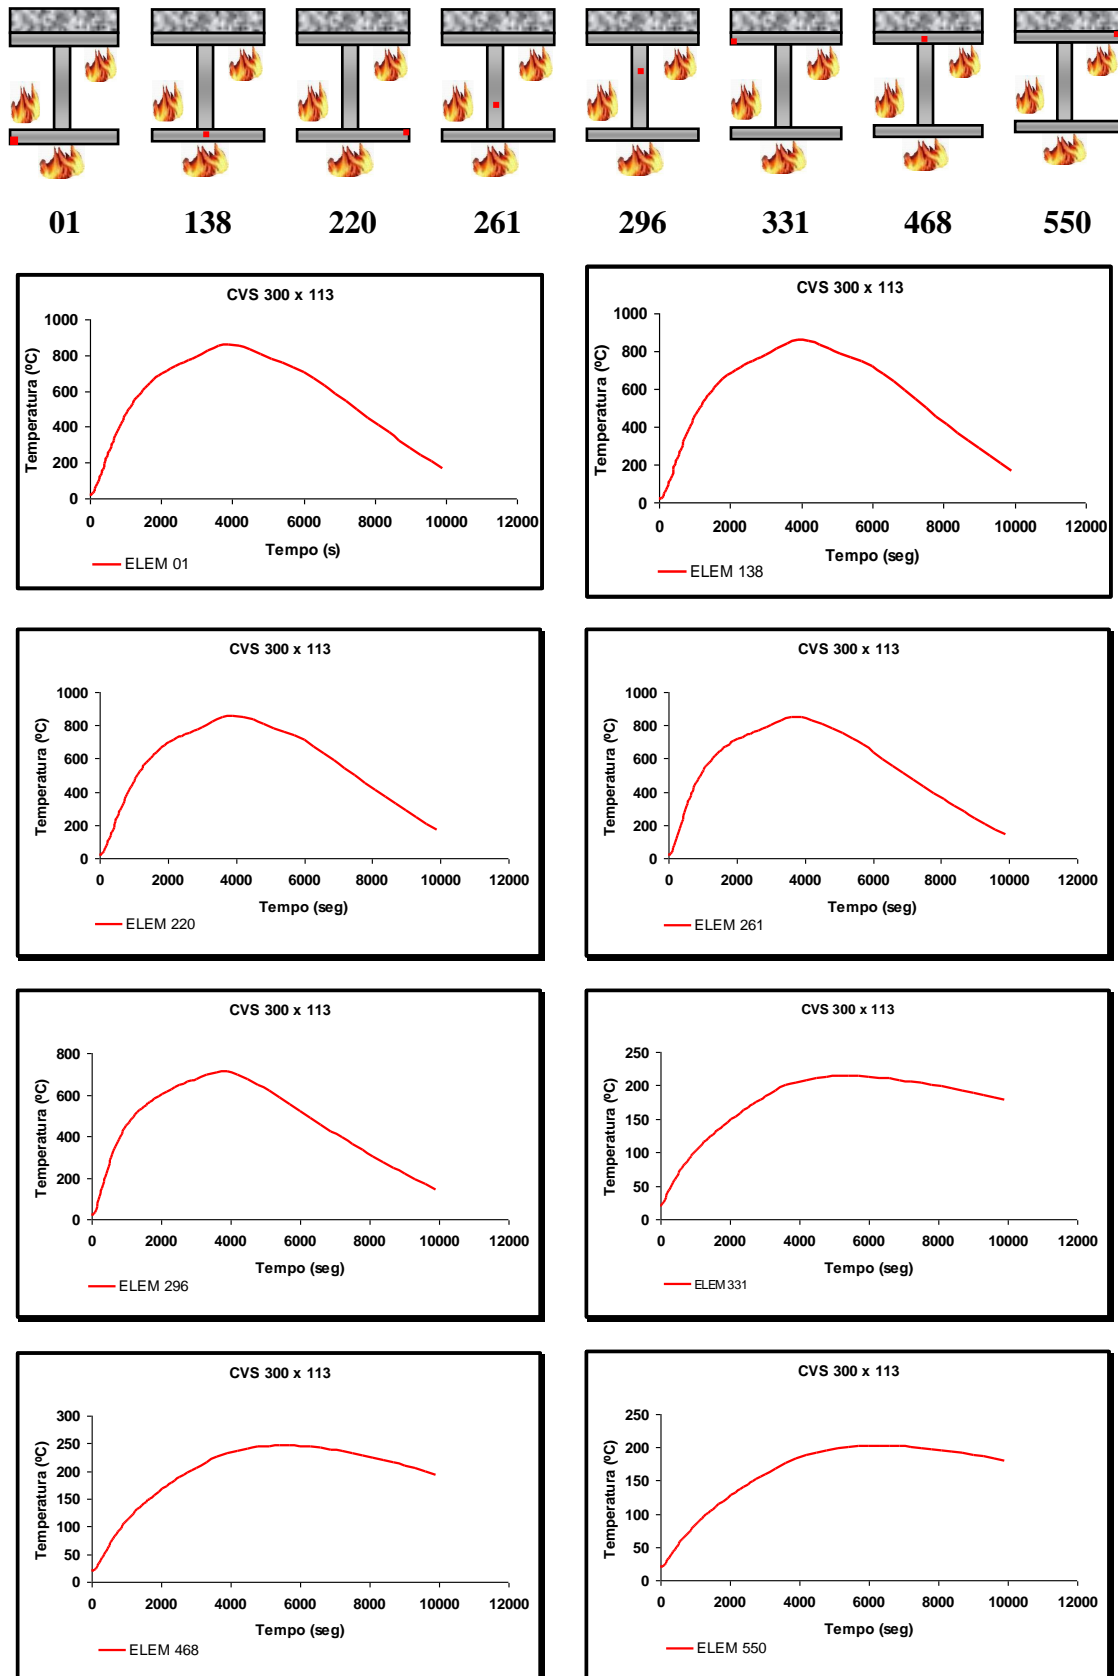 01 138 220 261 296 331 468 550
CVS 300 x 113
Temperatura (ºC)
1000
800
600
400
200
0
0 2000 4000 6000 8000 10000 12000
Tempo (s)
ELEM 01
CVS 300 x 113
Temperatura (ºC)
1000
800
600
400
200
0
0 2000 4000 6000 8000 10000 12000
Tempo (seg)
ELEM 138
CVS 300 x 113
Temperatura (ºC)
1000
800
600
400
200
0
0 2000 4000 6000 8000 10000 12000
Tempo (seg)
ELEM 220
CVS 300 x 113
Temperatura (ºC)
1000
800
600
400
200
0
0 2000 4000 6000 8000 10000 12000
Tempo (seg)
ELEM 261
CVS 300 x 113
Temperatura (ºC)
800
600
400
200
0
0 2000 4000 6000 8000 10000 12000
Tempo (seg)
ELEM 296
CVS 300 x 113
Temperatura (ºC)
250
200
150
100
50
0
0 2000 4000 6000 8000 10000 12000
Tempo (seg)
ELEM 331
CVS 300 x 113
Temperatura (ºC)
300
250
200
150
100
50
0
0 2000 4000 6000 8000 10000 12000
Tempo (seg)
ELEM 468
CVS 300 x 113
Temperatura (ºC)
250
200
150
100
50
0
0 2000 4000 6000 8000 10000 12000
Tempo (seg)
ELEM 550